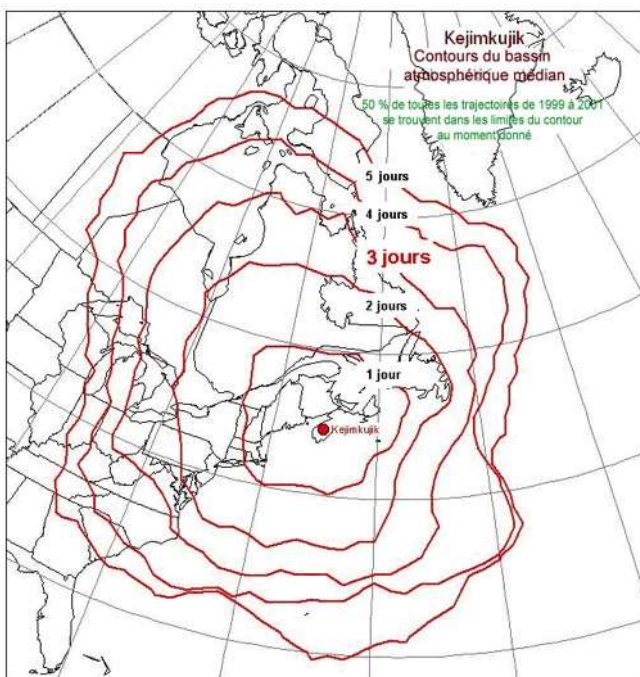 Kejimkujik
Contours du bassin
atmosphérique médian
50 % de toutes les trajectoires de 1999 à 2001
se trouvent dans les limites du contour
au moment donné
5 jours
4 jours
3 jours
2 jours
1 jour
Kejimkujik